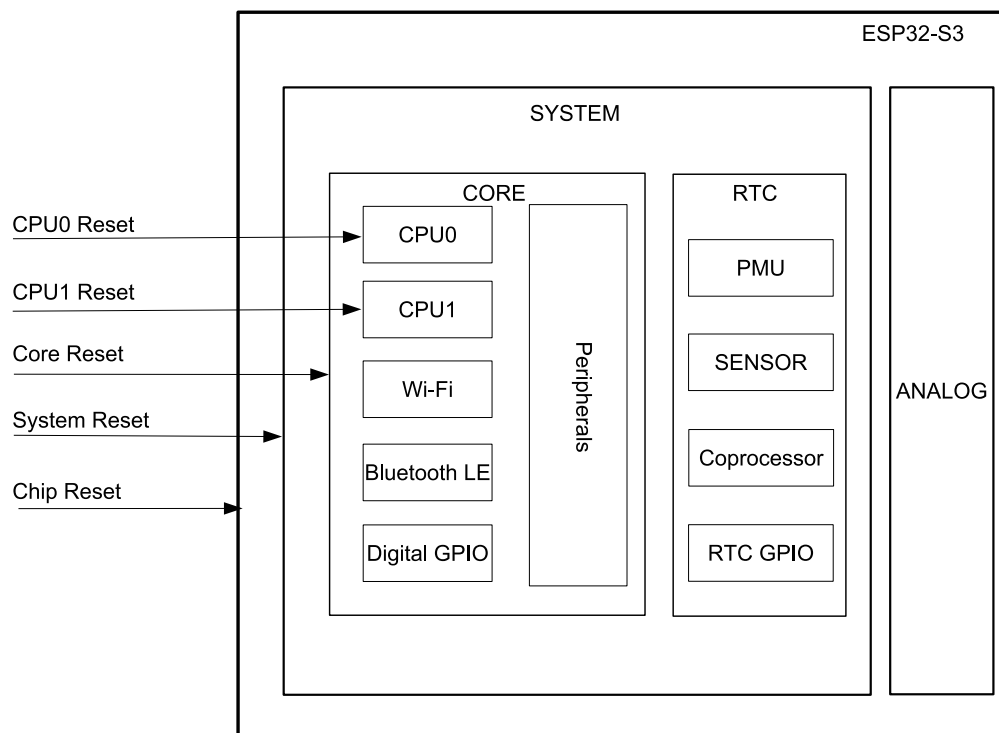 ESP32-S3
SYSTEM
CORE
RTC
ANALOG
CPU0 Reset
CPU1 Reset
Core Reset
System Reset
Chip Reset
CPU0
CPU1
Wi-Fi
Bluetooth LE
Digital GPIO
Peripherals
PMU
SENSOR
Coprocessor
RTC GPIO